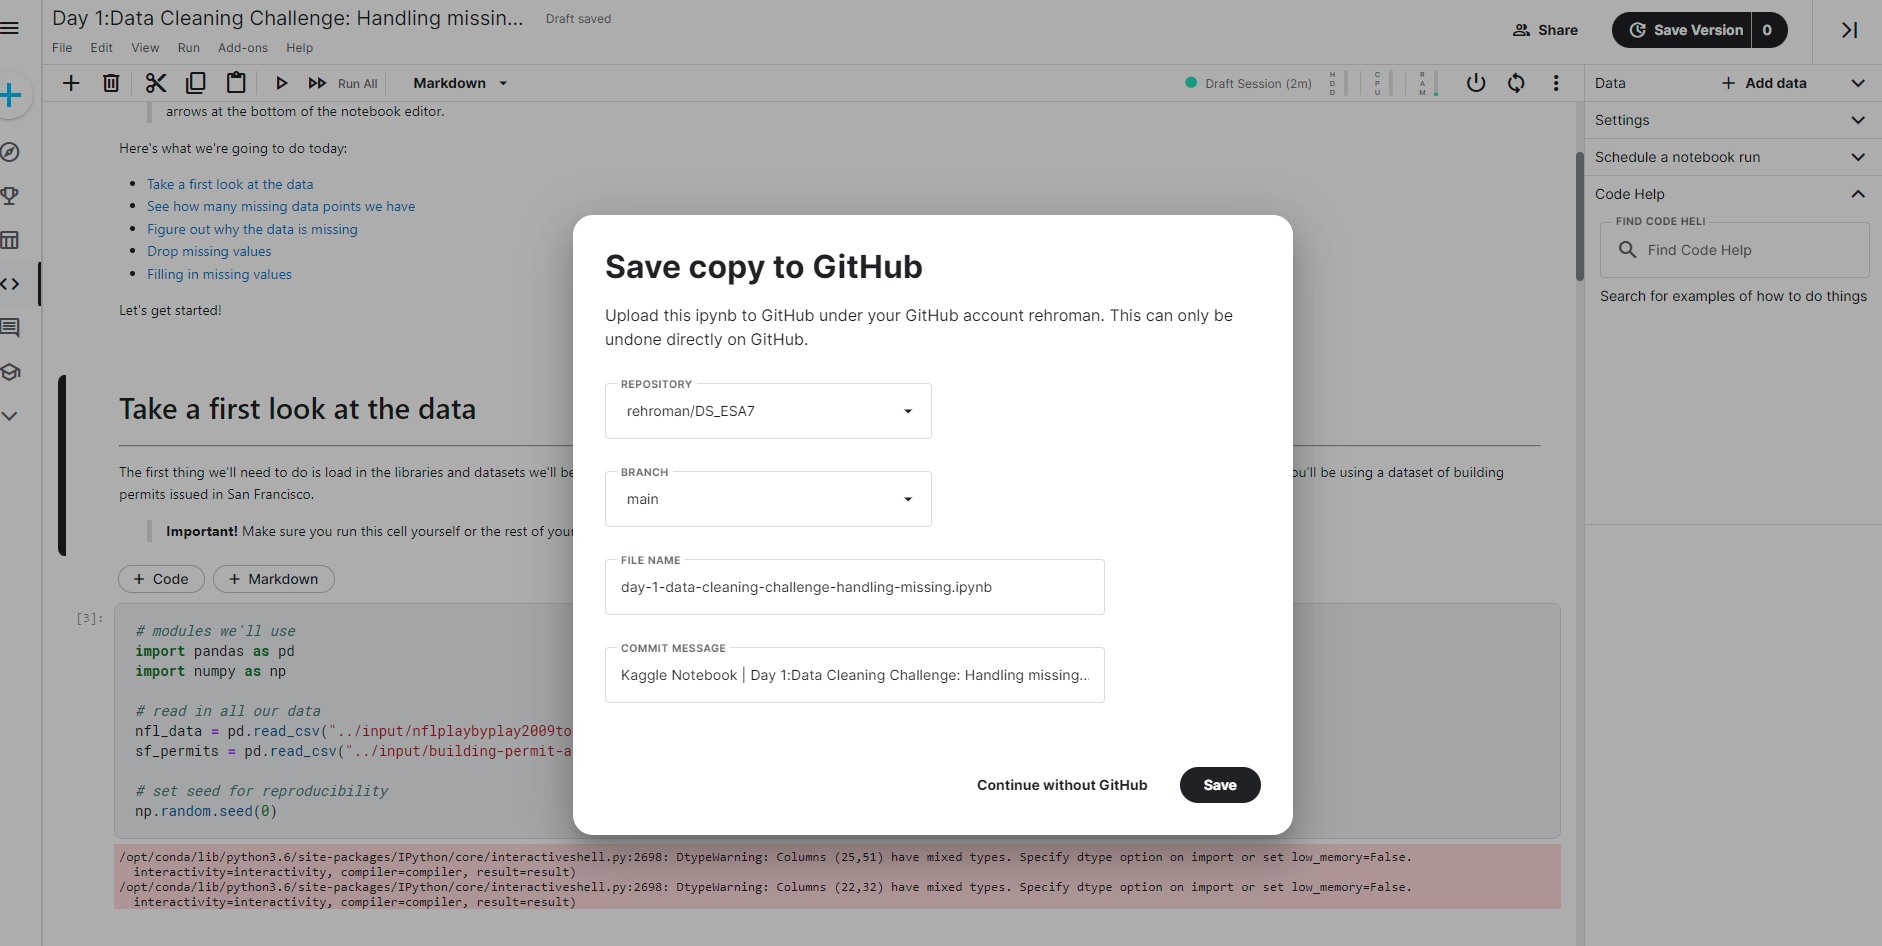 Day 1:Data Cleaning Challenge: Handling missin...
Draft saved
File Edit View Run Add-ons Help
Share
Save Version 0
Run All
Markdown
Draft Session (2m)
HDD
CPU
RAM
Data
Add data
Settings
Schedule a notebook run
Code Help
FIND CODE HEL
Find Code Help
Search for examples of how to do things
arrows at the bottom of the notebook editor.
Here's what we're going to do today:
Take a first look at the data
See how many missing data points we have
Figure out why the data is missing
Drop missing values
Filling in missing values
Let's get started!
Take a first look at the data
The first thing we'll need to do is load in the libraries and datasets we'll be
ou'll be using a dataset of building
permits issued in San Francisco.
Important! Make sure you run this cell yourself or the rest of your
+ Code
+ Markdown
[3]:
# modules we'll use
import pandas as pd
import numpy as np
# read in all our data
nfl_data = pd.read_csv("../input/nflplaybyplay2009to
sf_permits = pd.read_csv("../input/building-permit-a
# set seed for reproducibility
np.random.seed(0)
/opt/conda/lib/python3.6/site-packages/IPython/core/interactiveshell.py:2698: DtypeWarning: Columns (25,51) have mixed types. Specify dtype option on import or set low_memory=False.
interactivity=interactivity, compiler=compiler, result=result)
/opt/conda/lib/python3.6/site-packages/IPython/core/interactiveshell.py:2698: DtypeWarning: Columns (22,32) have mixed types. Specify dtype option on import or set low_memory=False.
interactivity=interactivity, compiler=compiler, result=result)
Save copy to GitHub
Upload this ipynb to GitHub under your GitHub account rehroman. This can only be
undone directly on GitHub.
REPOSITORY
rehroman/DS_ESA7
BRANCH
main
FILE NAME
day-1-data-cleaning-challenge-handling-missing.ipynb
COMMIT MESSAGE
Kaggle Notebook | Day 1:Data Cleaning Challenge: Handling missing...
Continue without GitHub
Save